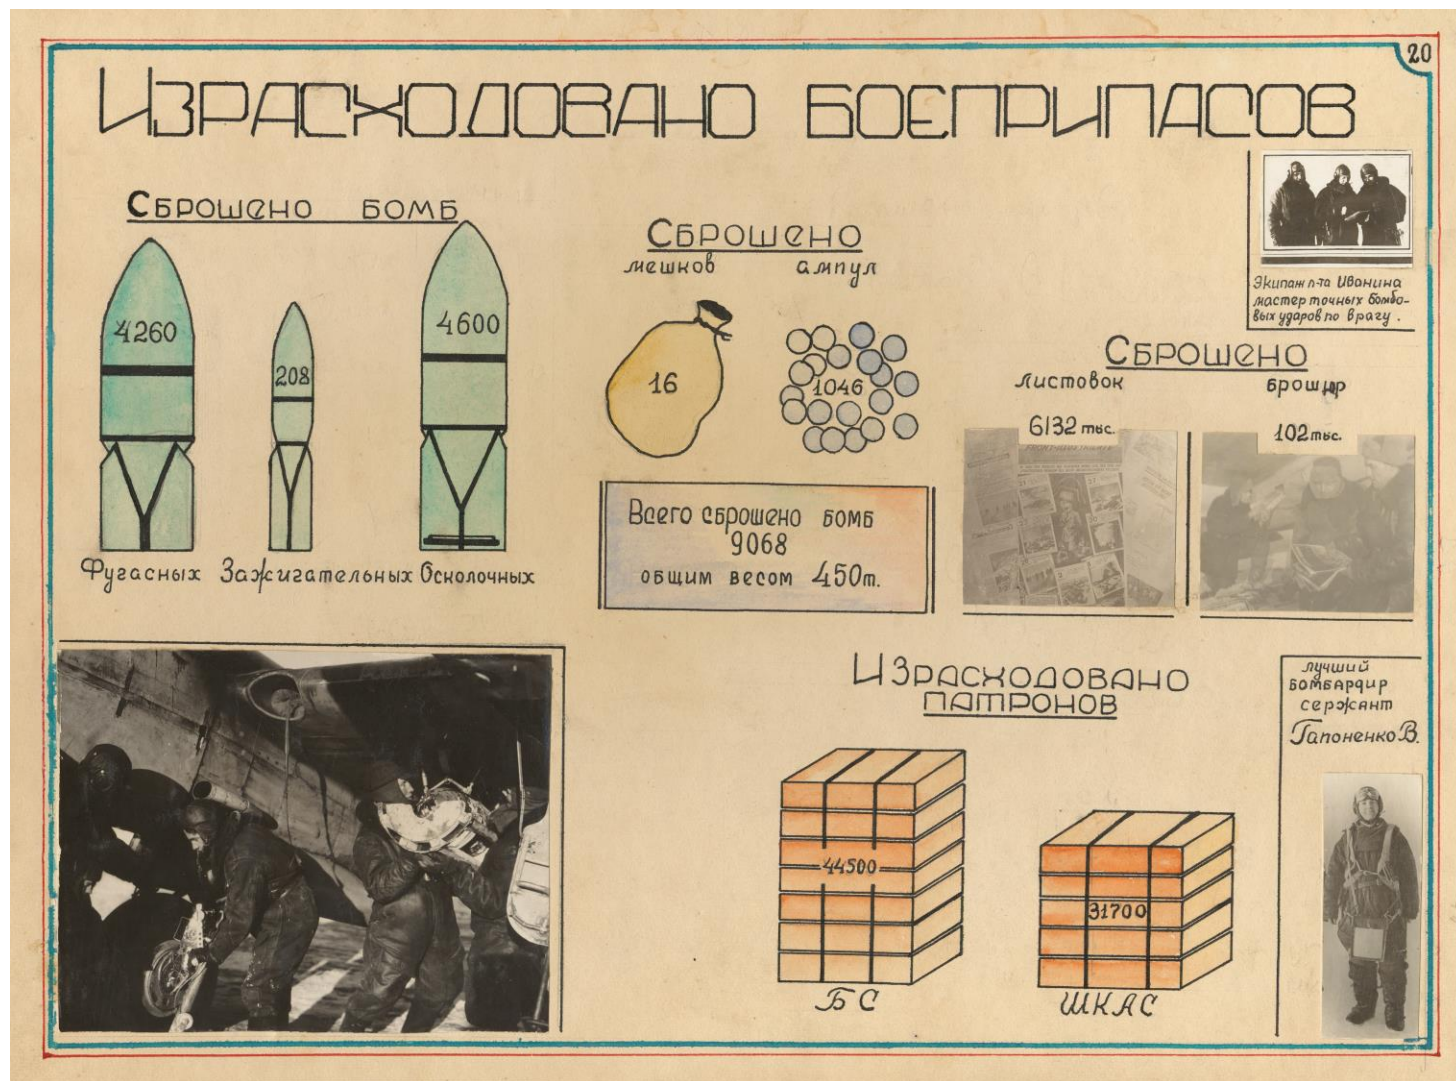 20
Израсходовано боеприпасов
Сброшено бомб
4260
208
4600
Фугасных Зажигательных Осколочных
Сброшено
мешков ампул
16
1046
Всего сброшено бомб
9068
общим весом 450т.
Экипаж л-та Иванина
мастер точных бомбо-
вых ударов по врагу.
Сброшено
листовок брошюр
6132 тыс.
102 тыс.
Израсходовано
патронов
44500
БС
31700
ШКАС
лучший
бомбардир
сержант
Гапоненко В.